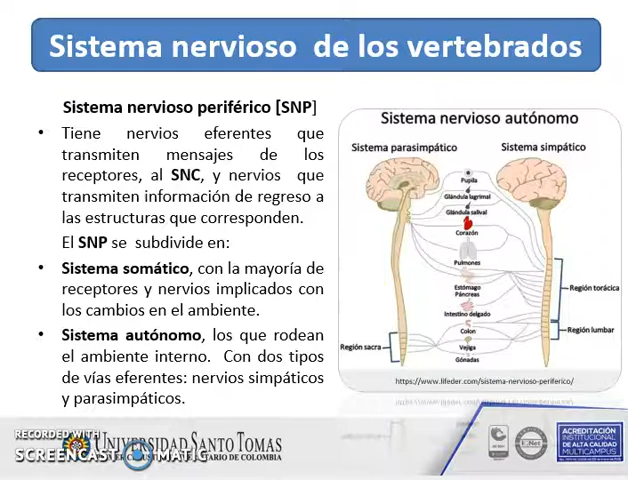 Sistema nervioso de los vertebrados
Sistema nervioso periférico [SNP]
• Tiene nervios eferentes que
transmiten mensajes de los
receptores, al SNC, y nervios que
transmiten información de regreso a
las estructuras que corresponden.
El SNP se subdivide en:
• Sistema somático, con la mayoría de
receptores y nervios implicados con
los cambios en el ambiente.
• Sistema autónomo, los que rodean
el ambiente interno. Con dos tipos
de vías eferentes: nervios simpáticos
y parasimpáticos.
Sistema nervioso autónomo
Sistema parasimpático
Sistema simpático
Pupila
Glándula lagrimal
Glándula salival
Corazón
Pulmones
Estómago
Páncreas
Intestino delgado
Colon
Vejiga
Gónadas
Región torácica
Región lumbar
Región sacra
https://www.lifeder.com/sistema-nervioso-periferico/
RECORDED WITH
SCREENCAST MATIC
UNIVERSIDAD SANTO TOMAS
ACREDITACIÓN
INSTITUCIONAL
DE ALTA CALIDAD
MULTICAMPUS